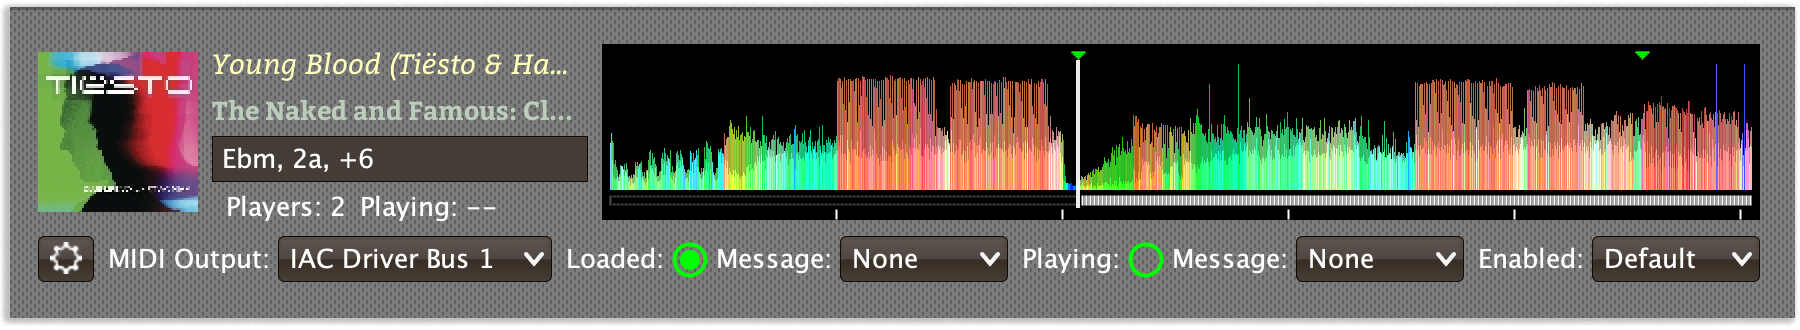 TIËSTO
Young Blood (Tiësto & Ha...
The Naked and Famous: Cl...
Ebm, 2a, +6
Players: 2 Playing: --
MIDI Output: IAC Driver Bus 1 Loaded: Message: None Playing: Message: None Enabled: Default